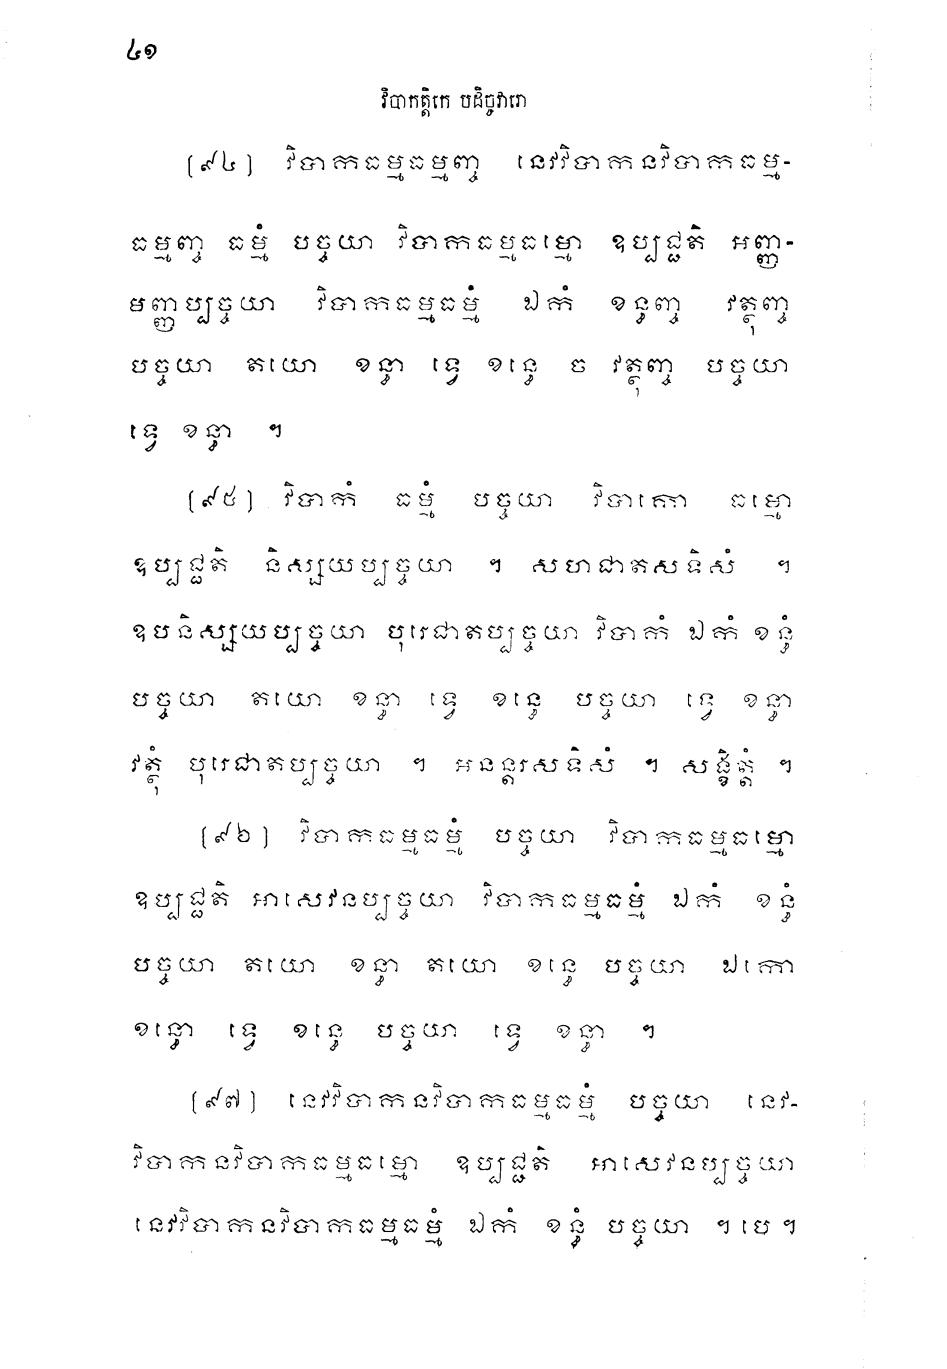 ៤១
វិបាកត្តិកេ បដិច្ចវារោ
(៩៤) វិបាកធម្មធម្មញ្ច នេវវិបាកនវិបាកធម្ម-
ធម្មញ្ច ធម្មំ បច្ចយា វិបាកធម្មធម្មោ ឧប្បជ្ជតិ អញ្ញ-
មញ្ញប្បច្ចយា វិបាកធម្មធម្មំ ឯកំ ខន្ធញ្ច វត្ថុញ្ច
បច្ចយា តយោ ខន្ធា ទ្វេ ខន្ធេ ច វត្ថុញ្ច បច្ចយា
ទ្វេ ខន្ធា ។
(៩៥) វិបាកំ ធម្មំ បច្ចយា វិបាកោ ធម្មោ
ឧប្បជ្ជតិ និស្សយប្បច្ចយា ។ សហជាតសទិសំ ។
ឧបនិស្សយប្បច្ចយា បុរេជាតប្បច្ចយា វិបាកំ ឯកំ ខន្ធំ
បច្ចយា តយោ ខន្ធា ទ្វេ ខន្ធេ បច្ចយា ទ្វេ ខន្ធា
វត្ថុំ បុរេជាតប្បច្ចយា ។ អនន្តរសទិសំ ។ សង្ខិត្តំ ។
(៩៦) វិបាកធម្មធម្មំ បច្ចយា វិបាកធម្មធម្មោ
ឧប្បជ្ជតិ អាសេវនប្បច្ចយា វិបាកធម្មធម្មំ ឯកំ ខន្ធំ
បច្ចយា តយោ ខន្ធា តយោ ខន្ធេ បច្ចយា ឯកោ
ខន្ធោ ទ្វេ ខន្ធេ បច្ចយា ទ្វេ ខន្ធា ។
(៩៧) នេវវិបាកនវិបាកធម្មធម្មំ បច្ចយា នេវ-
វិបាកនវិបាកធម្មធម្មោ ឧប្បជ្ជតិ អាសេវនប្បច្ចយា
នេវវិបាកនវិបាកធម្មធម្មំ ឯកំ ខន្ធំ បច្ចយា ។ បេ ។